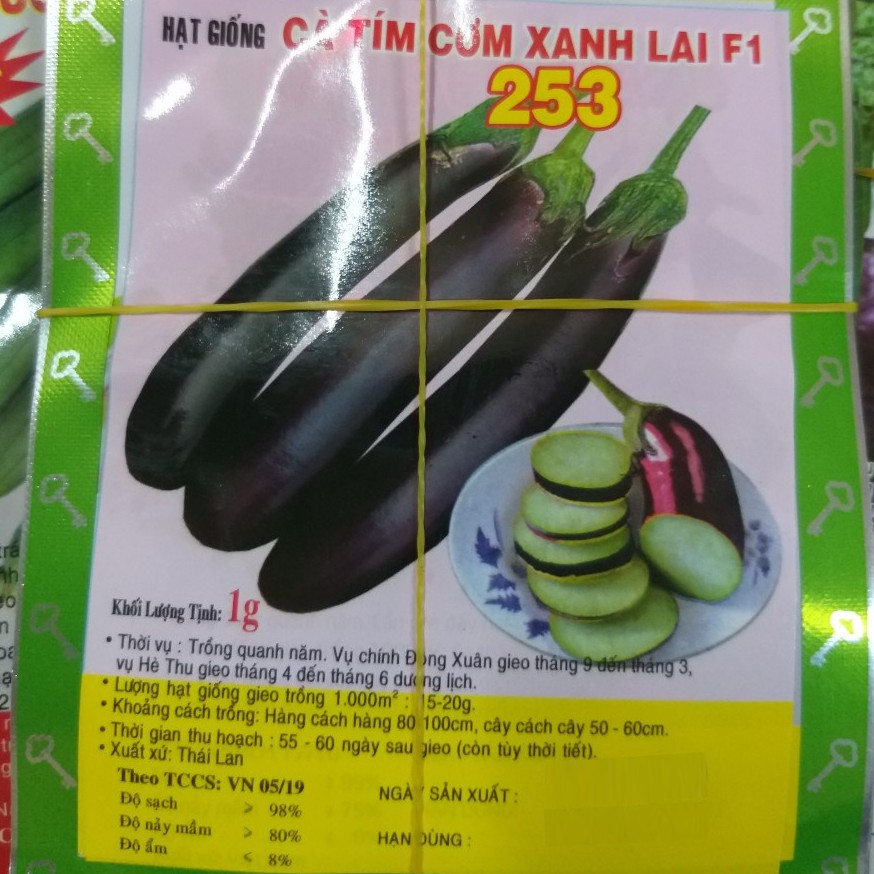 HẠT GIỐNG CÀ TÍM CƠM XANH LAI F1
253
Khối Lượng Tịnh: 1g
• Thời vụ : Trồng quanh năm. Vụ chính Đông Xuân gieo tháng 9 đến tháng 3,
vụ Hè Thu gieo tháng 4 đến tháng 6 dương lịch.
• Lượng hạt giống gieo trồng 1.000m² : 15-20g.
• Khoảng cách trồng: Hàng cách hàng 80 100cm, cây cách cây 50 - 60cm.
• Thời gian thu hoạch : 55 - 60 ngày sau gieo (còn tùy thời tiết).
• Xuất xứ: Thái Lan
Theo TCCS: VN 05/19
Độ sạch > 98%
Độ nảy mầm > 80%
Độ ẩm < 8%
NGÀY SẢN XUẤT :
HẠN DÙNG :